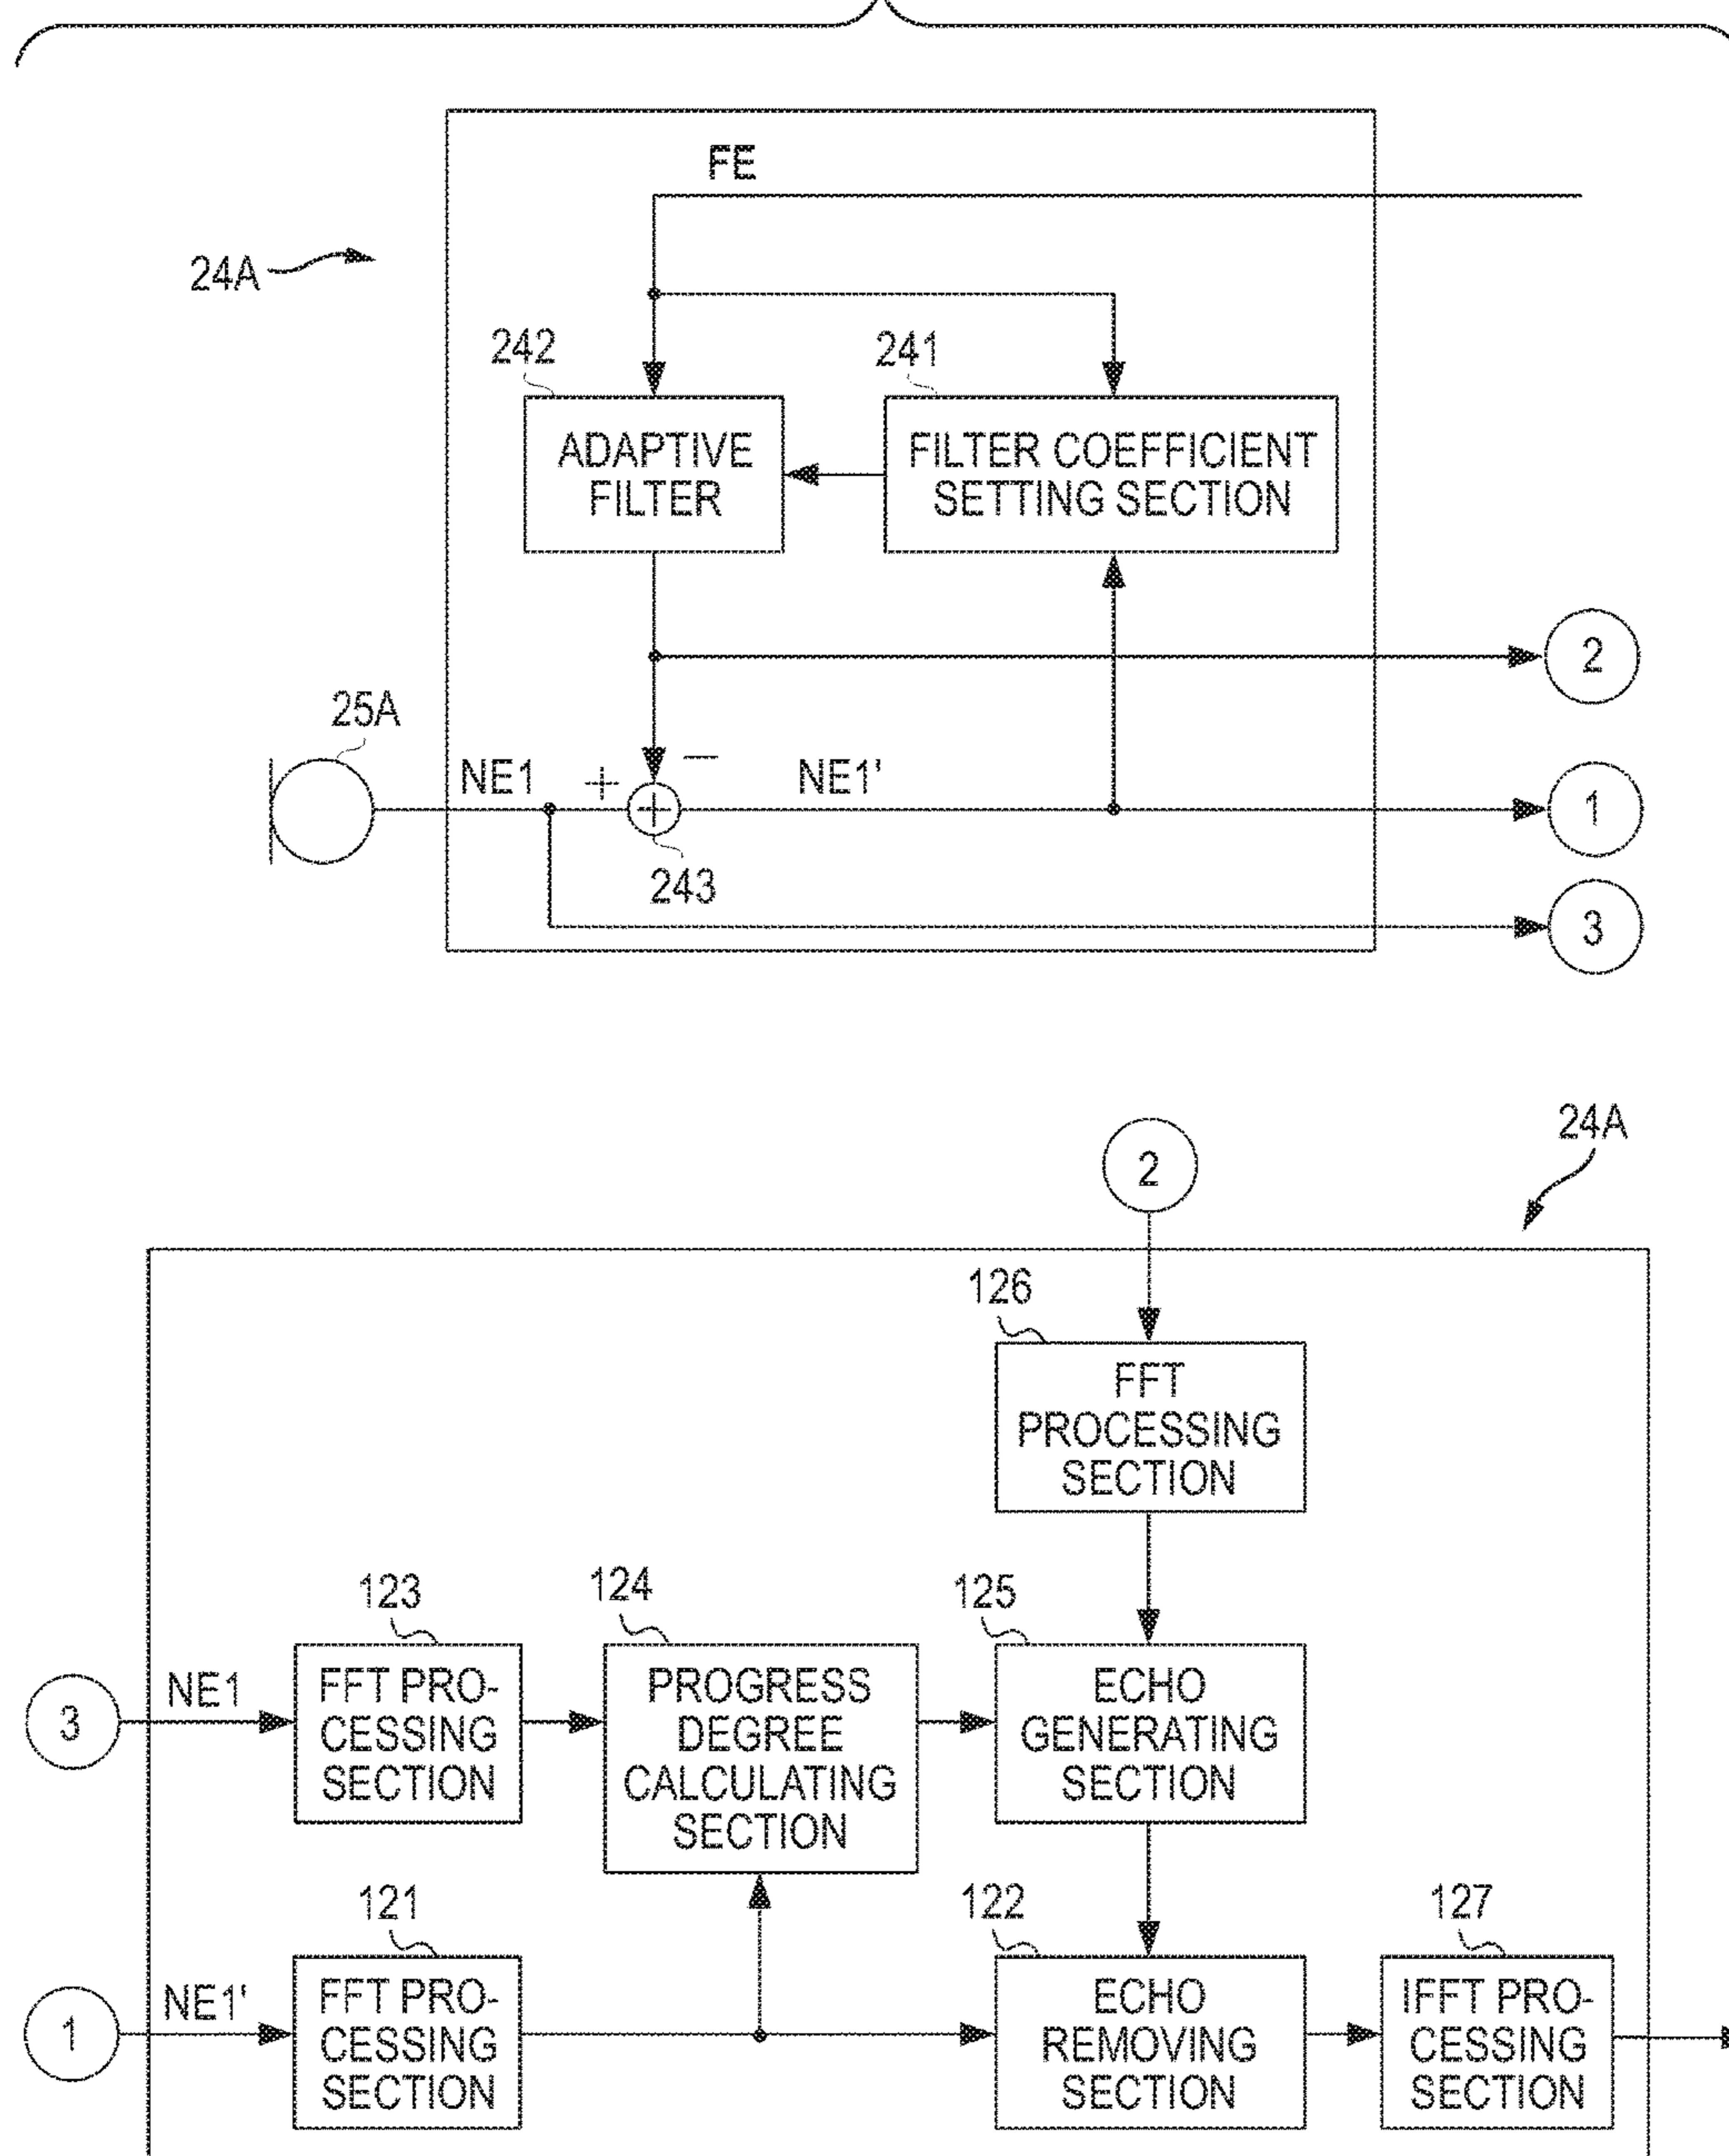 FE
24A
242
241
ADAPTIVE
FILTER
FILTER COEFFICIENT
SETTING SECTION
2
25A
NE1
+
−
+
NE1'
1
243
3
24A
2
126
FFT
PROCESSING
SECTION
123
124
125
3
NE1
FFT PRO-
CESSING
SECTION
PROGRESS
DEGREE
CALCULATING
SECTION
ECHO
GENERATING
SECTION
121
122
127
1
NE1'
FFT PRO-
CESSING
SECTION
ECHO
REMOVING
SECTION
IFFT PRO-
CESSING
SECTION